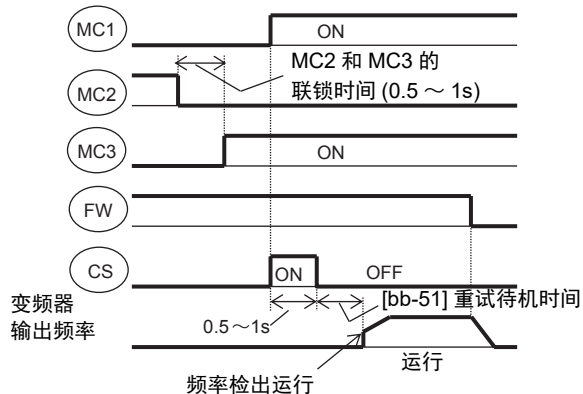 MC1
ON
MC2 和 MC3 的
联锁时间 (0.5 ～ 1s)
MC2
MC3
ON
FW
CS
ON
OFF
变频器
输出频率
0.5～1s
[bb-51] 重试待机时间
频率检出运行
运行